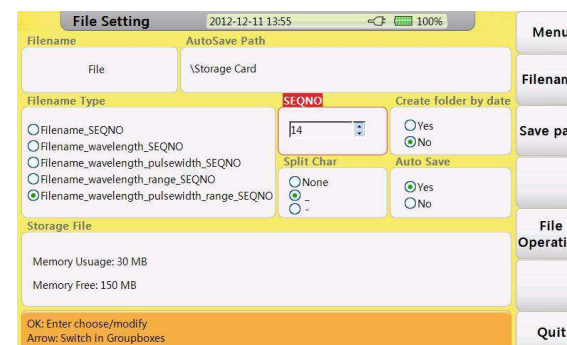 File Setting
2012-12-11 13:55
100%
Filename
AutoSave Path
File
\Storage Card
Filename Type
SEQNO
Create folder by date
Filename_SEQNO
Filename_wavelength_SEQNO
Filename_wavelength_pulsewidth_SEQNO
Filename_wavelength_range_SEQNO
Filename_wavelength_pulsewidth_range_SEQNO
14
Yes
No
Split Char
Auto Save
None
_
-
Yes
No
Storage File
Memory Usuage: 30 MB
Memory Free: 150 MB
OK: Enter choose/modify
Arrow: Switch in Groupboxes
Menu
Filenam
Save pa
File
Operati
Quit